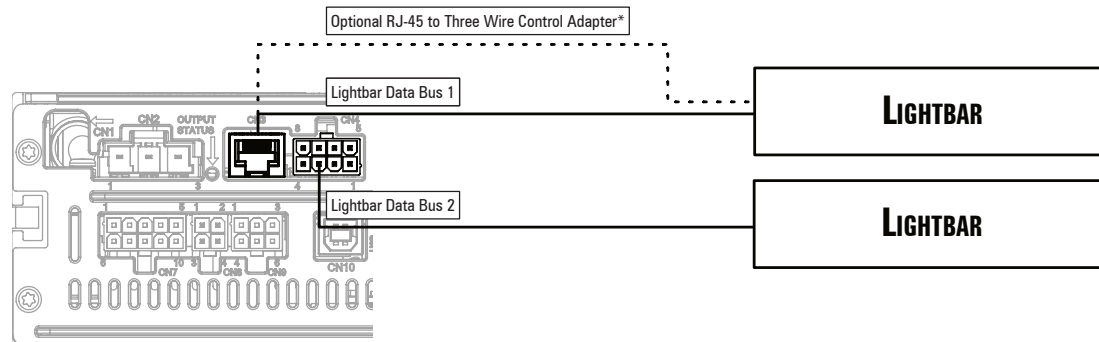 Optional RJ-45 to Three Wire Control Adapter*
Lightbar Data Bus 1
LIGHTBAR
CN1
CN2
OUTPUT
STATUS
CN3
8
CN4
5
1
3
4
1
Lightbar Data Bus 2
LIGHTBAR
1
5
1
2
1
3
6
CN7
10
3
CN8
4
4
CN9
6
CN10